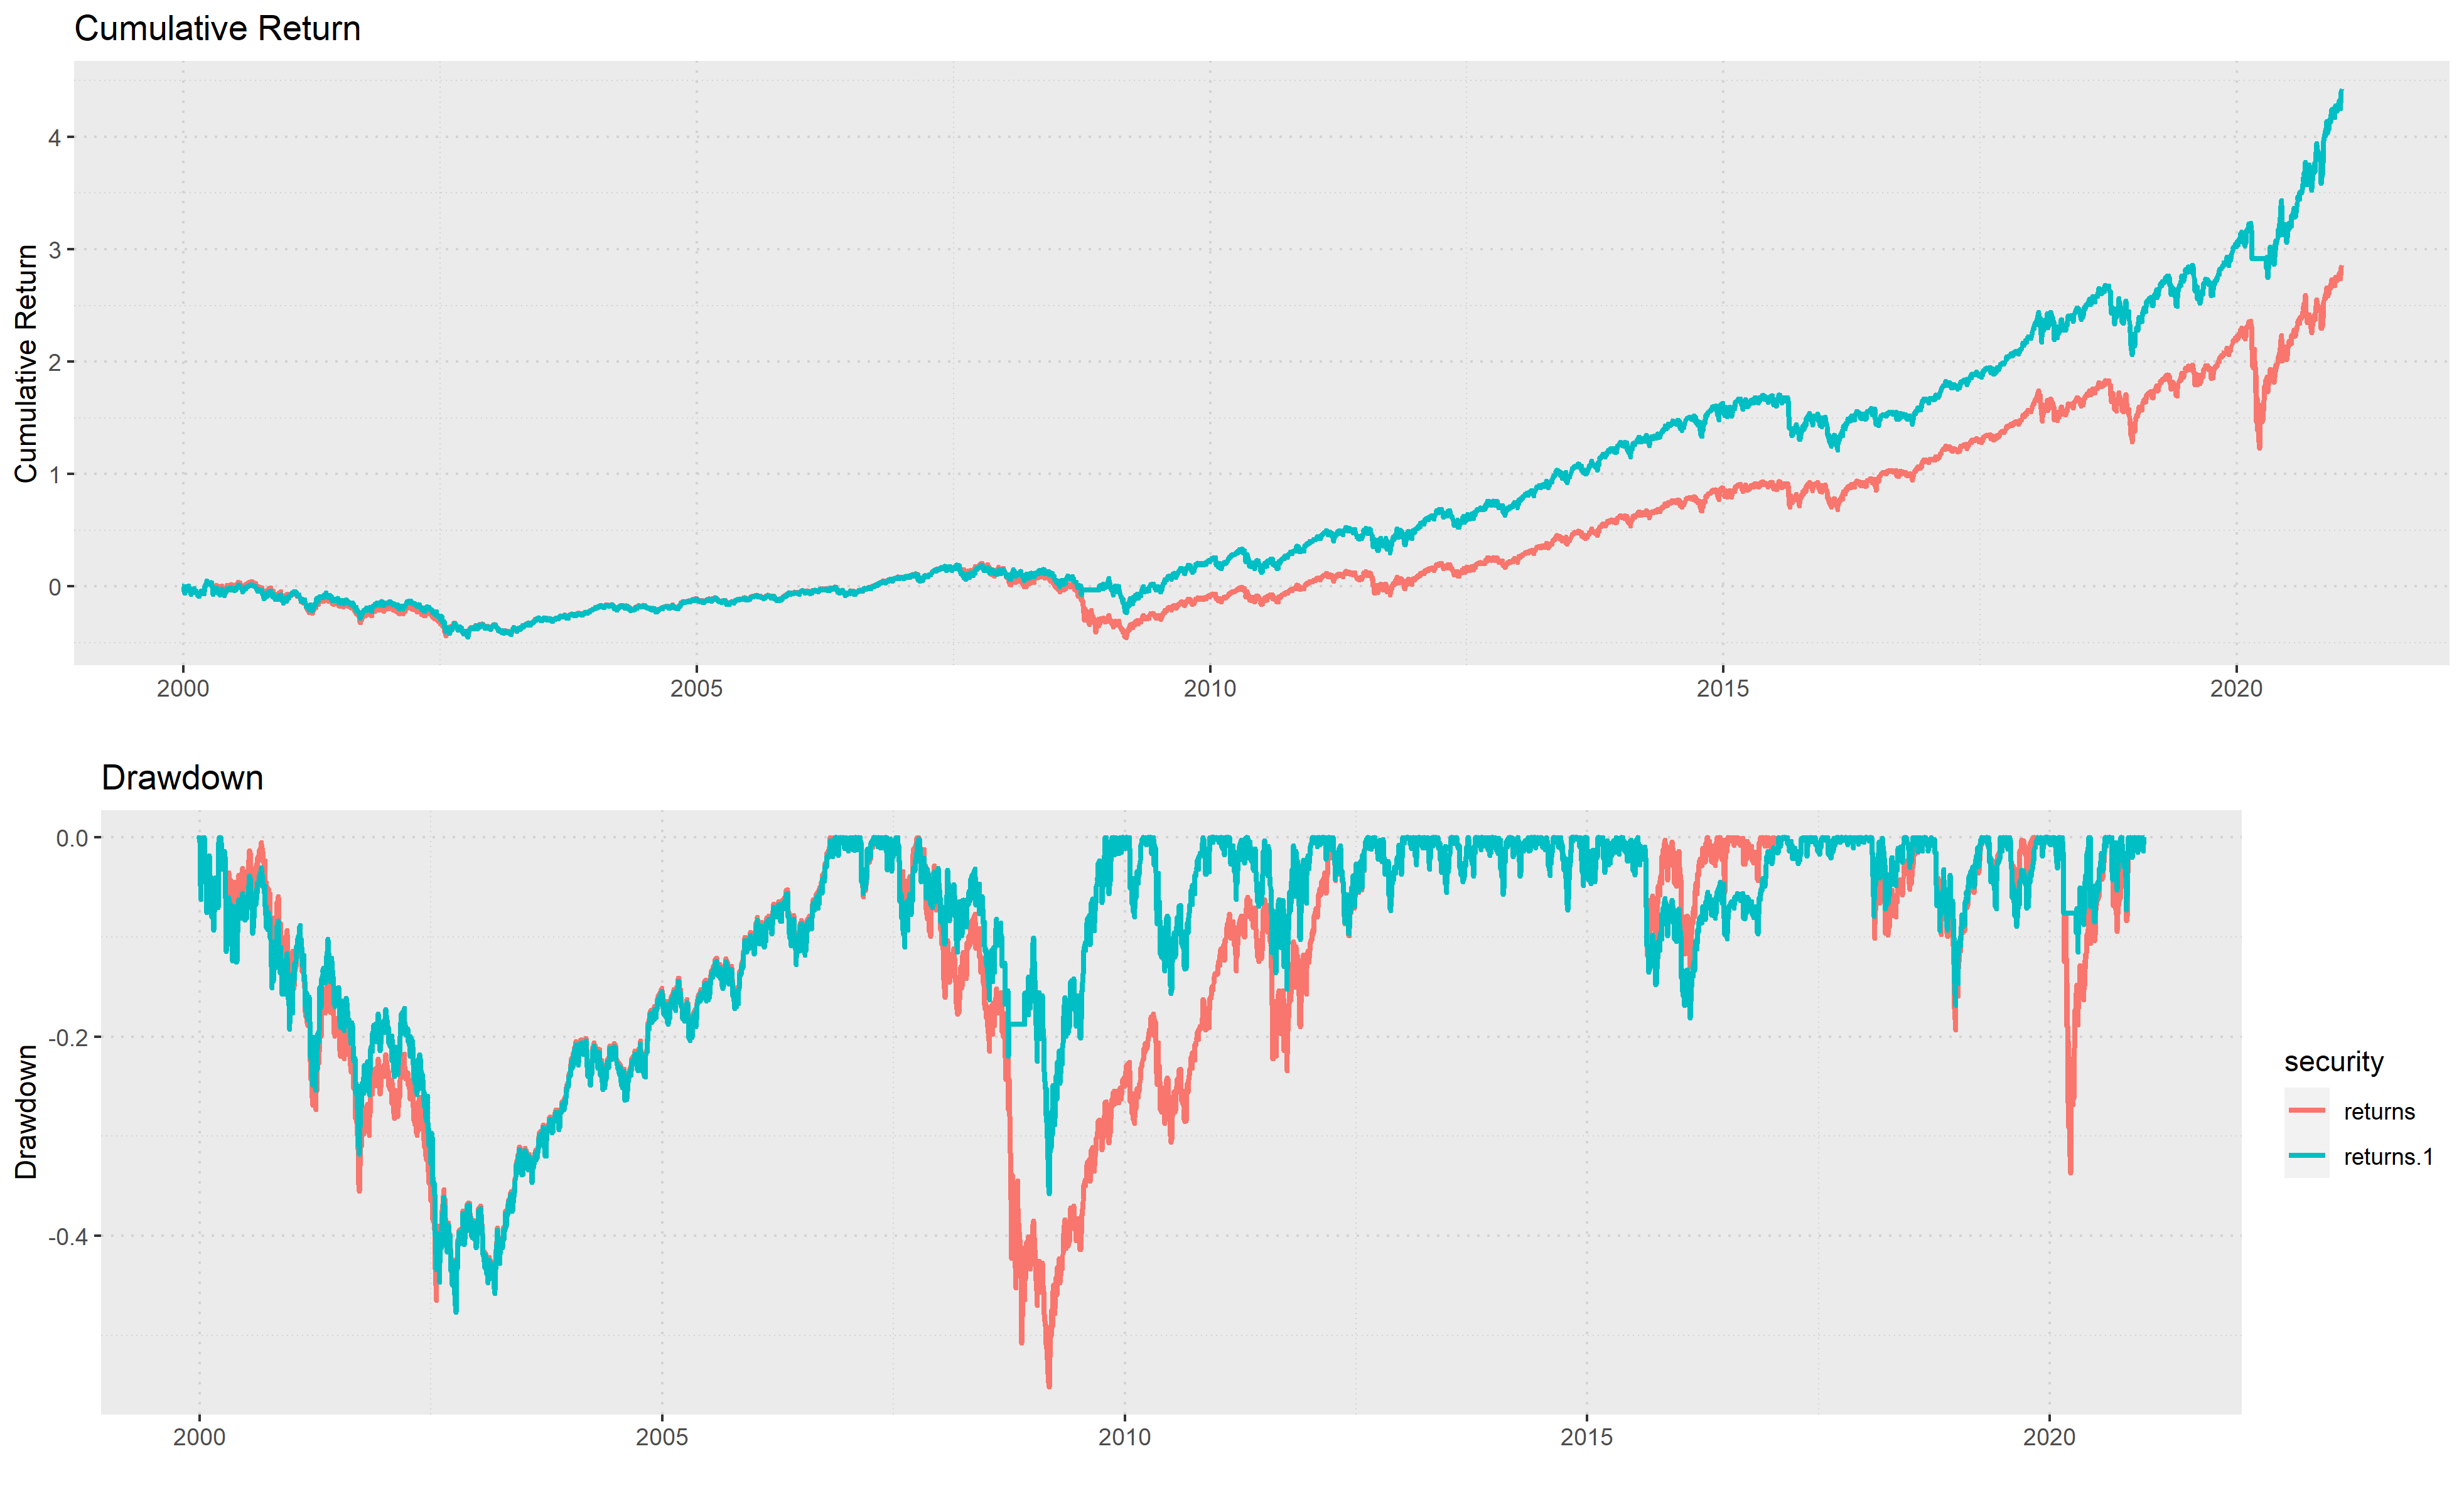 Cumulative Return
Cumulative Return
4
3
2
1
0
2000 2005 2010 2015 2020
Drawdown
Drawdown
0.0
-0.2
-0.4
2000 2005 2010 2015 2020
security
returns
returns.1